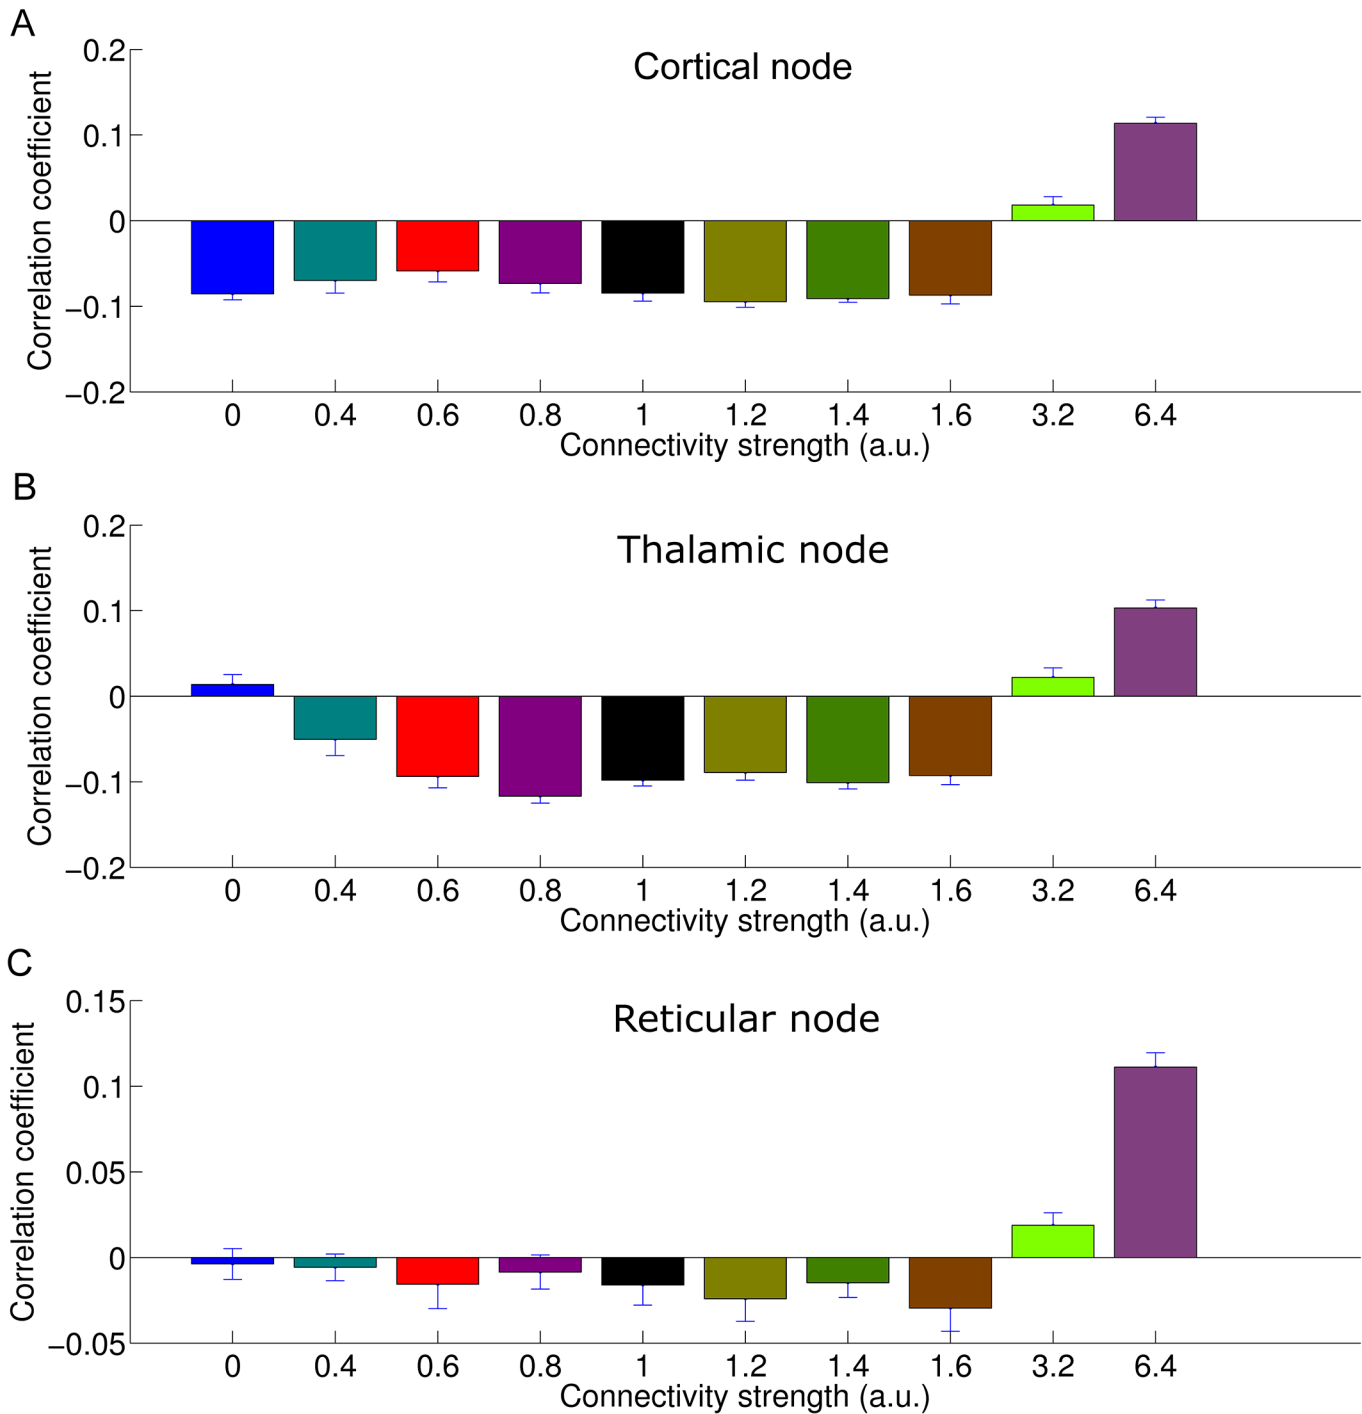 A
Cortical node
Correlation coefficient
0.2
0.1
0
−0.1
−0.2
0 0.4 0.6 0.8 1 1.2 1.4 1.6 3.2 6.4
Connectivity strength (a.u.)
B
Thalamic node
Correlation coefficient
0.2
0.1
0
−0.1
−0.2
0 0.4 0.6 0.8 1 1.2 1.4 1.6 3.2 6.4
Connectivity strength (a.u.)
C
Reticular node
Correlation coefficient
0.15
0.1
0.05
0
−0.05
0 0.4 0.6 0.8 1 1.2 1.4 1.6 3.2 6.4
Connectivity strength (a.u.)